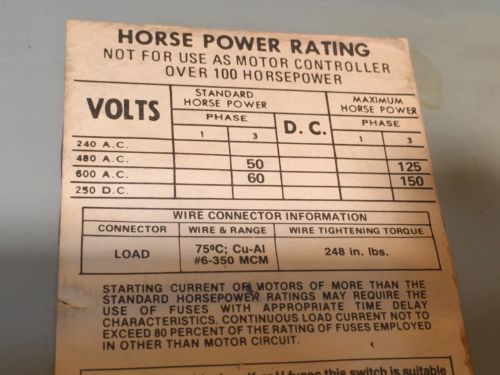 HORSE POWER RATING
NOT FOR USE AS MOTOR CONTROLLER
OVER 100 HORSEPOWER
VOLTS STANDARD HORSE POWER D.C. MAXIMUM HORSE POWER
PHASE PHASE
1 3 1 3
240 A.C.
480 A.C. 50 125
600 A.C. 60 150
250 D.C.
WIRE CONNECTOR INFORMATION
CONNECTOR WIRE & RANGE WIRE TIGHTENING TORQUE
LOAD 75ºC; Cu-Al 248 in. lbs.
#6-350 MCM
STARTING CURRENT OF MOTORS OF MORE THAN THE
STANDARD HORSEPOWER RATINGS MAY REQUIRE THE
USE OF FUSES WITH APPROPRIATE TIME DELAY
CHARACTERISTICS. CONTINUOUS LOAD CURRENT NOT TO
EXCEED 80 PERCENT OF THE RATING OF FUSES EMPLOYED
IN OTHER THAN MOTOR CIRCUIT.
fuses this switch is suitable